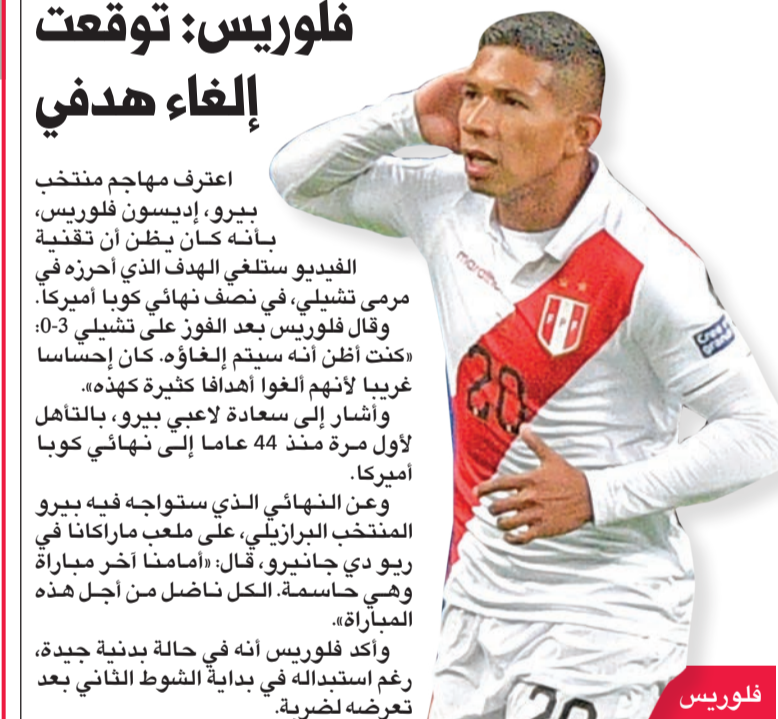 فلوريس: توقعت
إلغاء هدفي
اعترف مهاجم منتخب
بيرو، إديسون فلوريس،
بأنه كان يظن أن تقنية
الفيديو ستلغي الهدف الذي أحرزه في
مرمى تشيلي، في نصف نهائي كوبا أميركا.
وقال فلوريس بعد الفوز على تشيلي 3-0:
«كنت أظن أنه سيتم إلغاؤه. كان إحساسا
غريبا لأنهم ألغوا أهدافا كثيرة كهذه».
وأشار إلى سعادة لاعبي بيرو، بالتأهل
لأول مرة منذ 44 عاما إلى نهائي كوبا
أميركا.
وعن النهائي الذي ستواجه فيه بيرو
المنتخب البرازيلي، على ملعب ماراكانا في
ريو دي جانيرو، قال: «أمامنا آخر مباراة
وهي حاسمة. الكل ناضل من أجل هذه
المباراة».
وأكد فلوريس أنه في حالة بدنية جيدة،
رغم استبداله في بداية الشوط الثاني بعد
تعرضه لضربة.
marathon
FPF
20
20
فلوريس